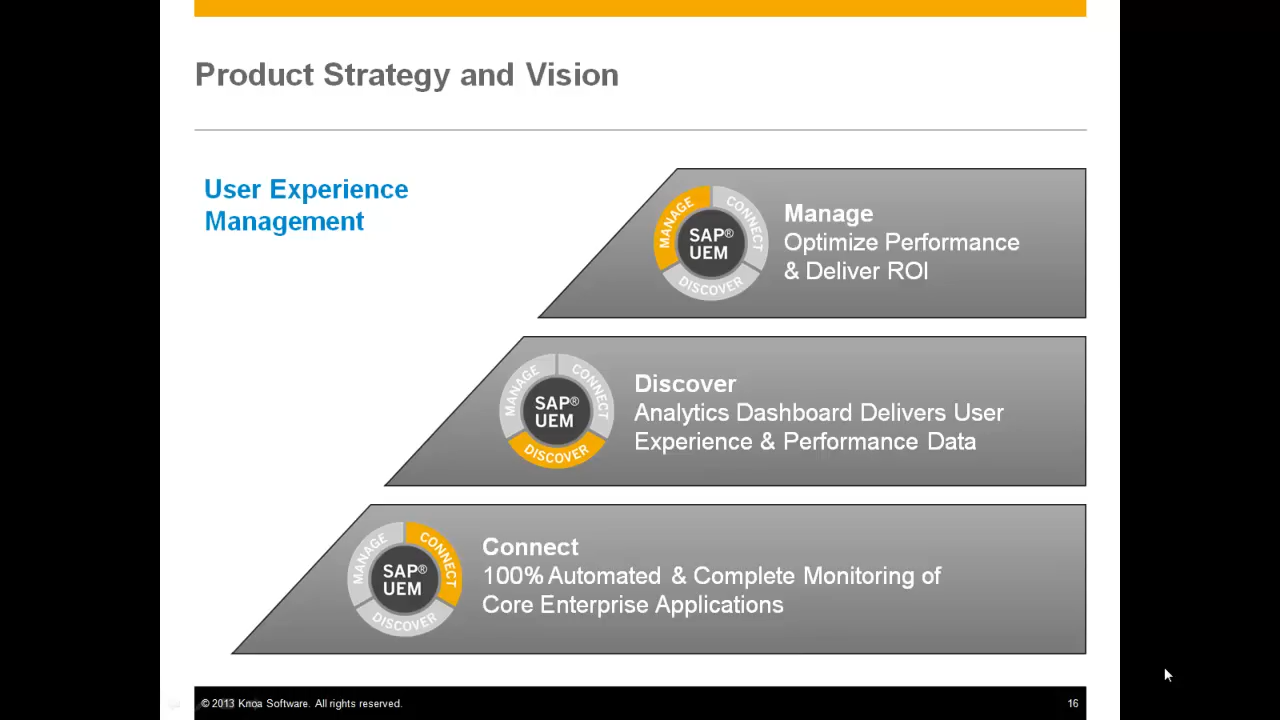 Product Strategy and Vision
User Experience
Management
MANAGE
CONNECT
DISCOVER
SAP®
UEM
Manage
Optimize Performance
& Deliver ROI
MANAGE
CONNECT
DISCOVER
SAP®
UEM
Discover
Analytics Dashboard Delivers User
Experience & Performance Data
MANAGE
CONNECT
DISCOVER
SAP®
UEM
Connect
100% Automated & Complete Monitoring of
Core Enterprise Applications
© 2013 Knoa Software. All rights reserved.
16